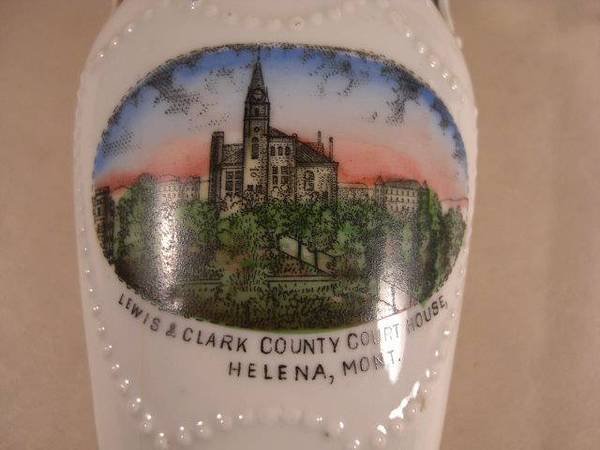 LEWIS & CLARK COUNTY COURT HOUSE,
HELENA, MONT.